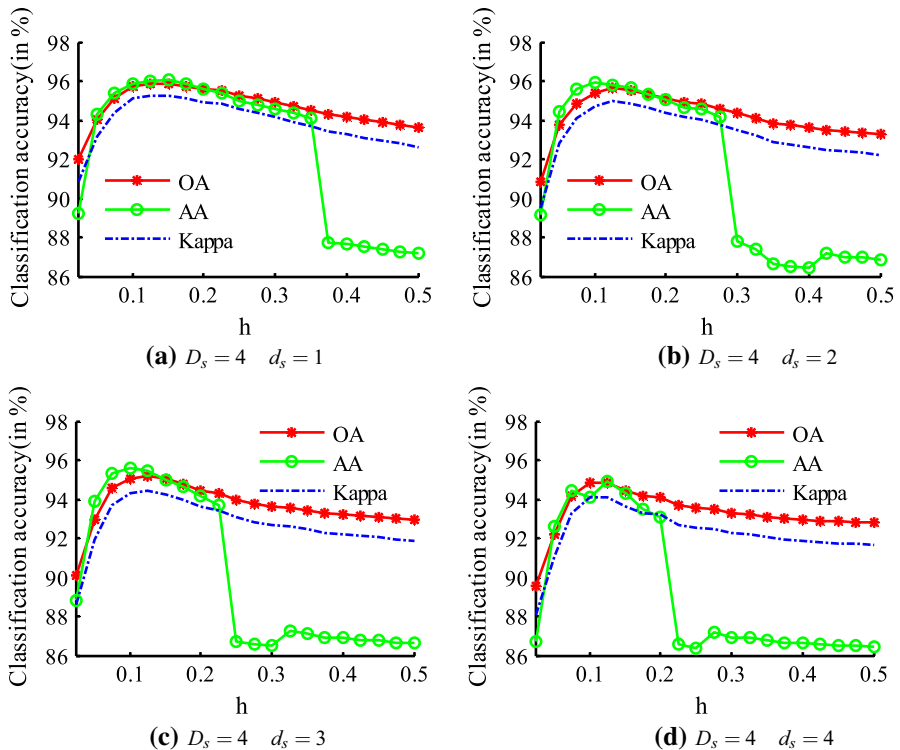 Classification accuracy(in %)
98
96
94
92
90
88
86
OA
AA
Kappa
0.1 0.2 0.3 0.4 0.5
h
(a) Ds = 4 ds = 1
Classification accuracy(in %)
98
96
94
92
90
88
86
OA
AA
Kappa
0.1 0.2 0.3 0.4 0.5
h
(b) Ds = 4 ds = 2
Classification accuracy(in %)
98
96
94
92
90
88
86
OA
AA
Kappa
0.1 0.2 0.3 0.4 0.5
h
(c) Ds = 4 ds = 3
Classification accuracy(in %)
98
96
94
92
90
88
86
OA
AA
Kappa
0.1 0.2 0.3 0.4 0.5
h
(d) Ds = 4 ds = 4